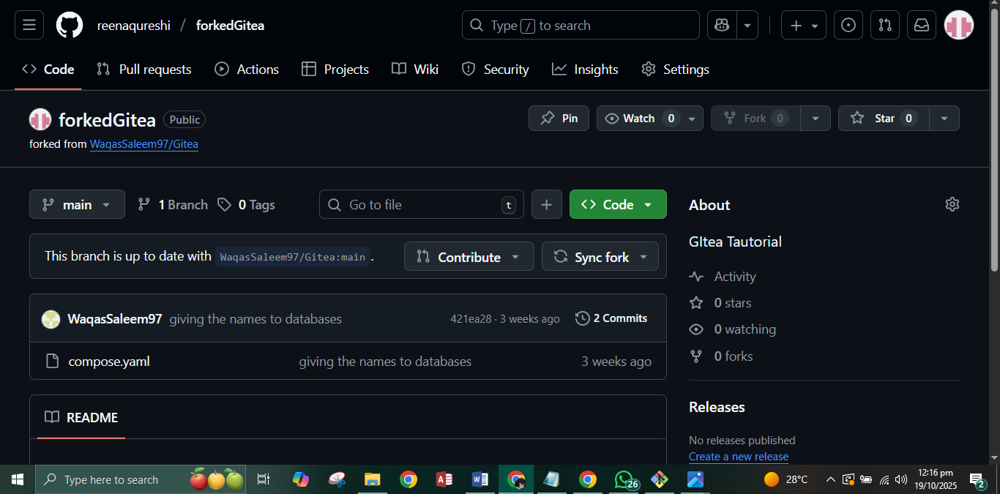 reenaqureshi / forkedGitea
Type / to search
Code Pull requests Actions Projects Wiki Security Insights Settings
forkedGitea Public
Pin Watch 0 Fork 0 Star 0
forked from WaqasSaleem97/Gitea
main 1 Branch 0 Tags Go to file t + Code
This branch is up to date with WaqasSaleem97/Gitea:main .
Contribute Sync fork
WaqasSaleem97 giving the names to databases 421ea28 · 3 weeks ago 2 Commits
compose.yaml giving the names to databases 3 weeks ago
README
About
GItea Tautorial
Activity
0 stars
0 watching
0 forks
Releases
No releases published
Create a new release
Type here to search
26
28°C
12:16 pm
19/10/2025
2